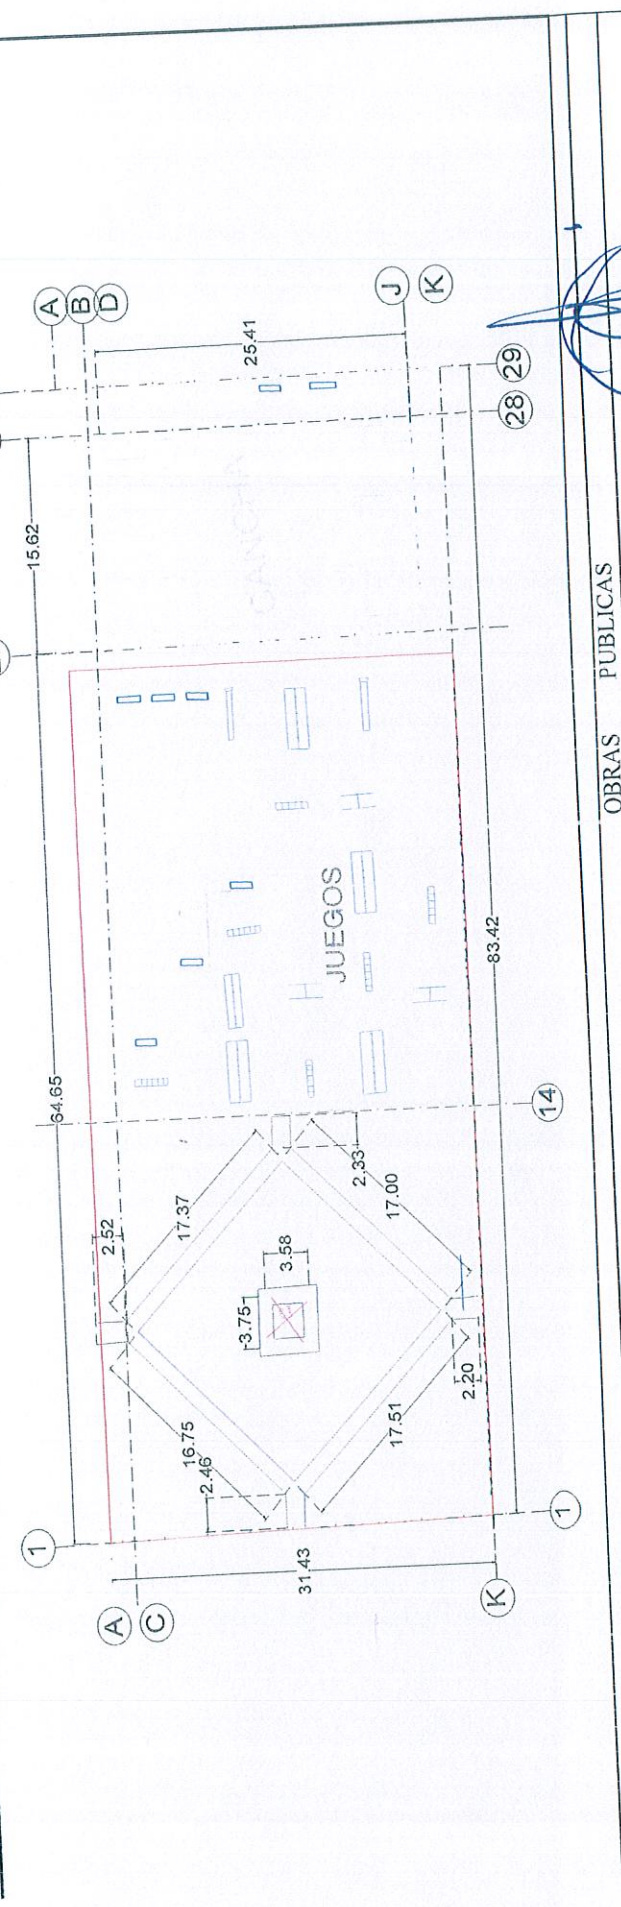 A
B
D
J
K
25.41
29
28
15.62
CANCHA
64.65
JUEGOS
83.42
14
2.52
17.37
2.33
17.00
3.58
3.75
16.75
2.46
17.51
2.20
1
1
31.43
A
C
K
OBRAS PUBLICAS